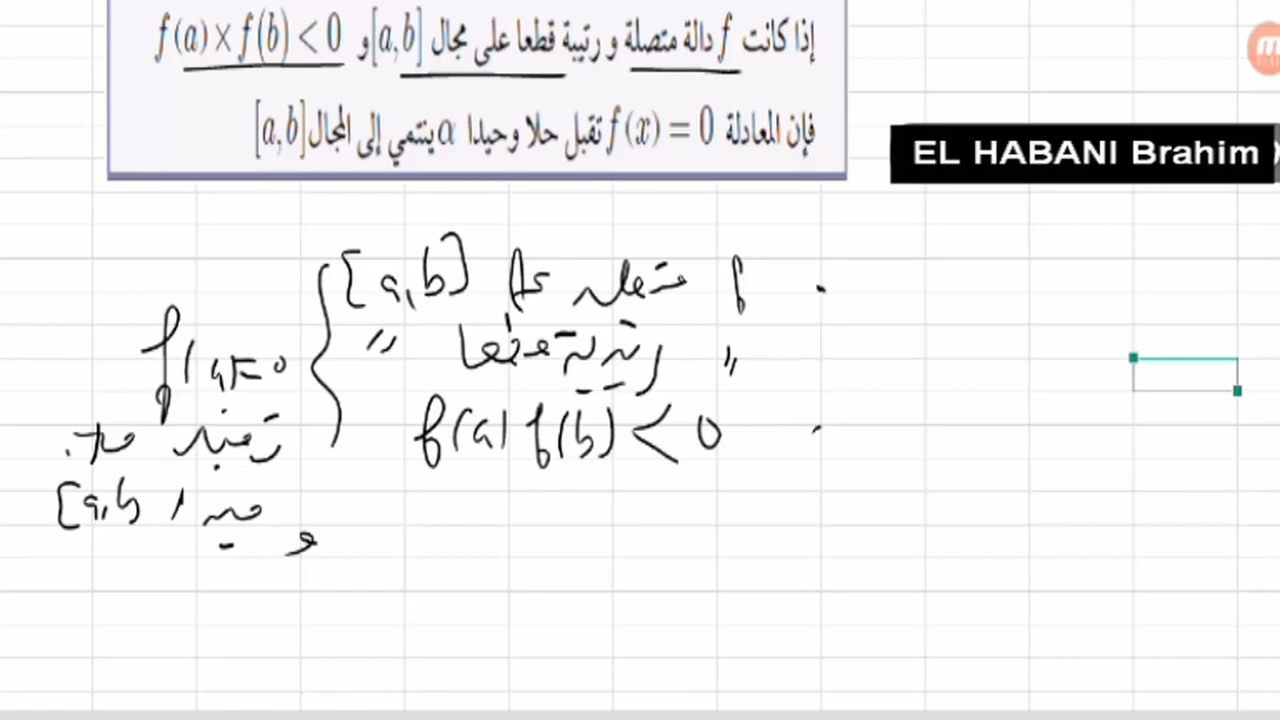 إذا كانت f دالة متصلة و رتيبة قطعا على مجال [a,b] و f(a)×f(b)<0
فإن المعادلة f(x)=0 تقبل حلا وحيدا α ينتمي إلى المجال [a,b]
EL HABANI Brahim
. f متصلة على [a,b]
" رتيبة قطعا "
. f(a) f(b) < 0
f(x)=0
تقبل حلا
وحيدا [a,b]